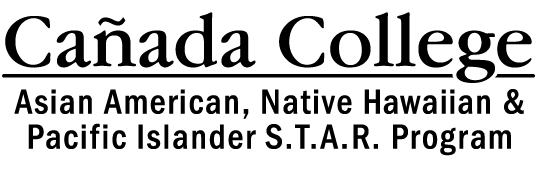 Cañada College
Asian American, Native Hawaiian &
Pacific Islander S.T.A.R. Program